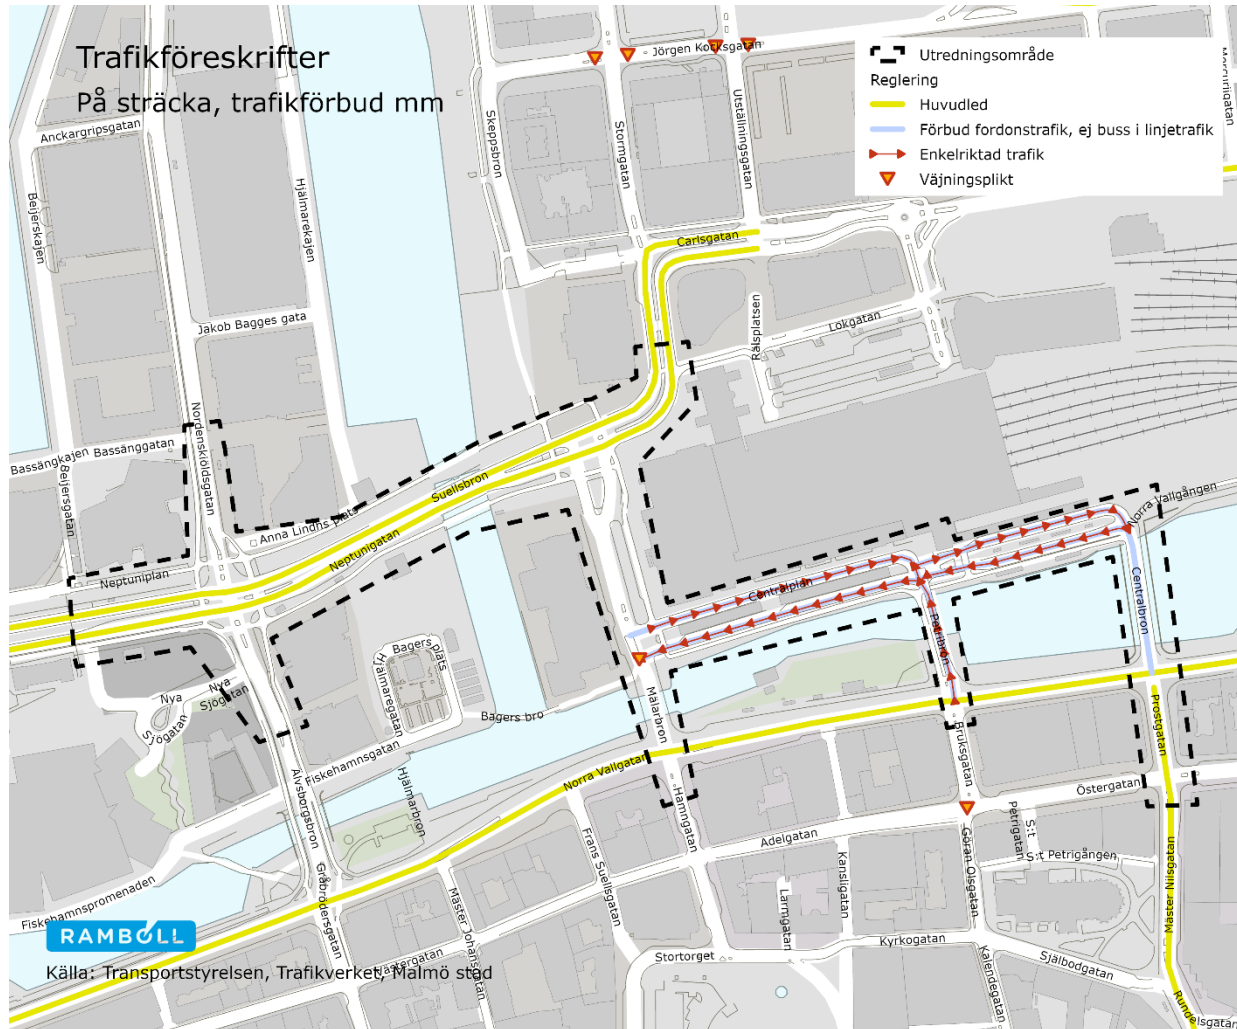 Trafikföreskrifter
På sträcka, trafikförbud mm
Utredningsområde
Reglering
Huvudled
Förbud fordonstrafik, ej buss i linjetrafik
Enkelriktad trafik
Väjningsplikt
Jörgen Kocksgatan
Anckargripsgatan
Skeppsbron
Stormgatan
Utställningsgatan
Beijerskajen
Hjälmarekajen
Carlsgatan
Jakob Bagges gata
Rälsplatsen
Lokgatan
Nordenskiöldsgatan
Bassängkajen
Bassänggatan
Beijersgatan
Suellsbron
Anna Lindhs plats
Neptunigatan
Neptuniplan
Norra Vallgången
Centralplan
Centralbron
Petribron
Bagers plats
Hjälmaregatan
Nya
Nya
Sjögatan
Sjögatan
Bagers bro
Mälarbron
Prostgatan
Bruksgatan
Fiskehamnsgatan
Norra Vallgatan
Älvsborgsbron
Hjälmarbron
Hamngatan
Östergatan
S:t
Petrigatan
Adelgatan
Göran Olsgatan
S:t Petrigången
Frans Suellsgatan
Kansligatan
Fiskehamnspromenaden
Gråbrödersgatan
Mäster Johansgatan
Larmgatan
Mäster Nilsgatan
Västergatan
Stortorget
Kyrkogatan
Kalendegatan
Själbodgatan
Rundelsgatan
RAMBOLL
Källa: Transportstyrelsen, Trafikverket, Malmö stad